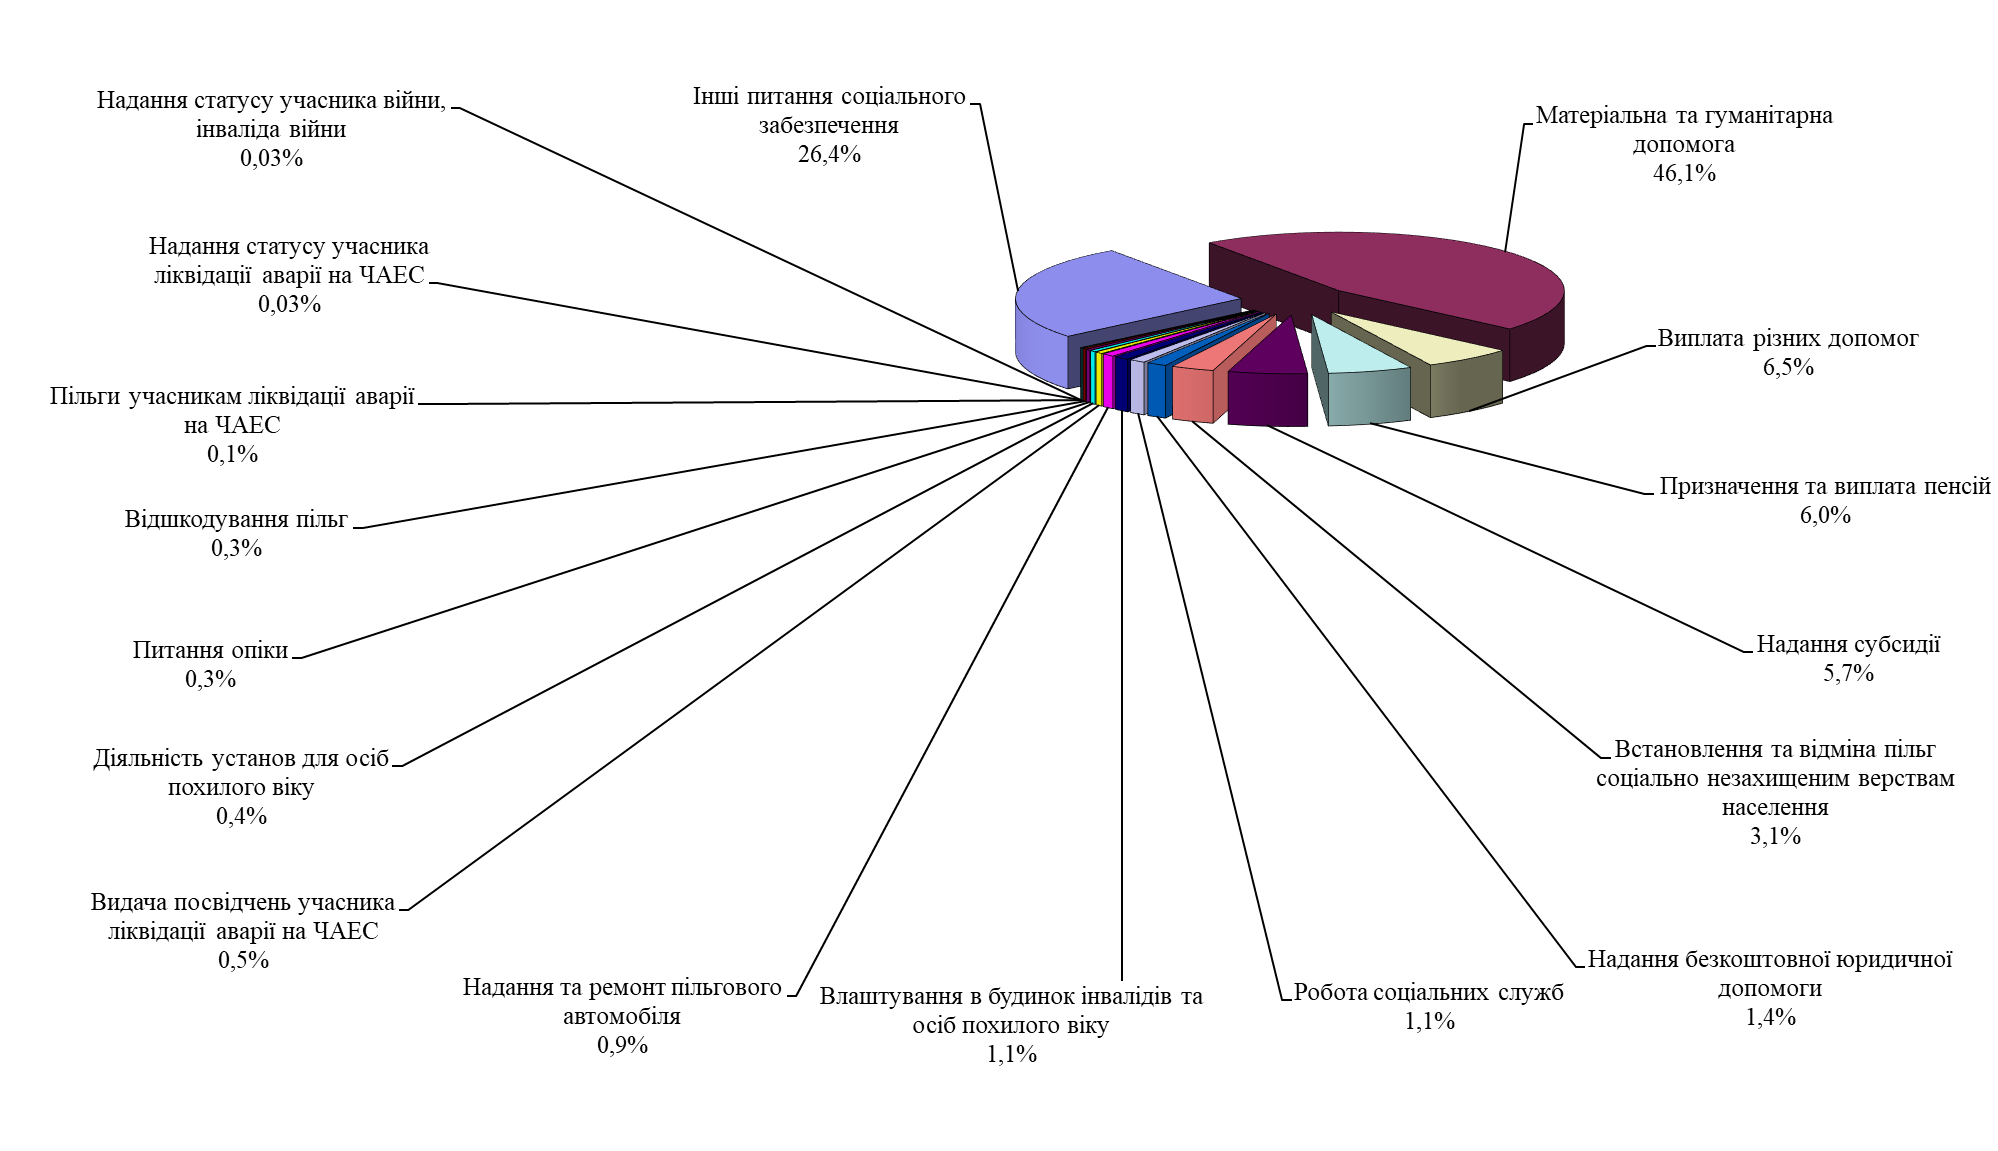 Надання статусу учасника війни,
інваліда війни
0,03%
Інші питання соціального
забезпечення
26,4%
Матеріальна та гуманітарна
допомога
46,1%
Надання статусу учасника
ліквідації аварії на ЧАЕС
0,03%
Виплата різних допомог
6,5%
Пільги учасникам ліквідації аварії
на ЧАЕС
0,1%
Призначення та виплата пенсій
6,0%
Відшкодування пільг
0,3%
Надання субсидії
5,7%
Питання опіки
0,3%
Встановлення та відміна пільг
соціально незахищеним верствам
населення
3,1%
Діяльність установ для осіб
похилого віку
0,4%
Видача посвідчень учасника
ліквідації аварії на ЧАЕС
0,5%
Надання та ремонт пільгового
автомобіля
0,9%
Влаштування в будинок інвалідів та
осіб похилого віку
1,1%
Робота соціальних служб
1,1%
Надання безкоштовної юридичної
допомоги
1,4%